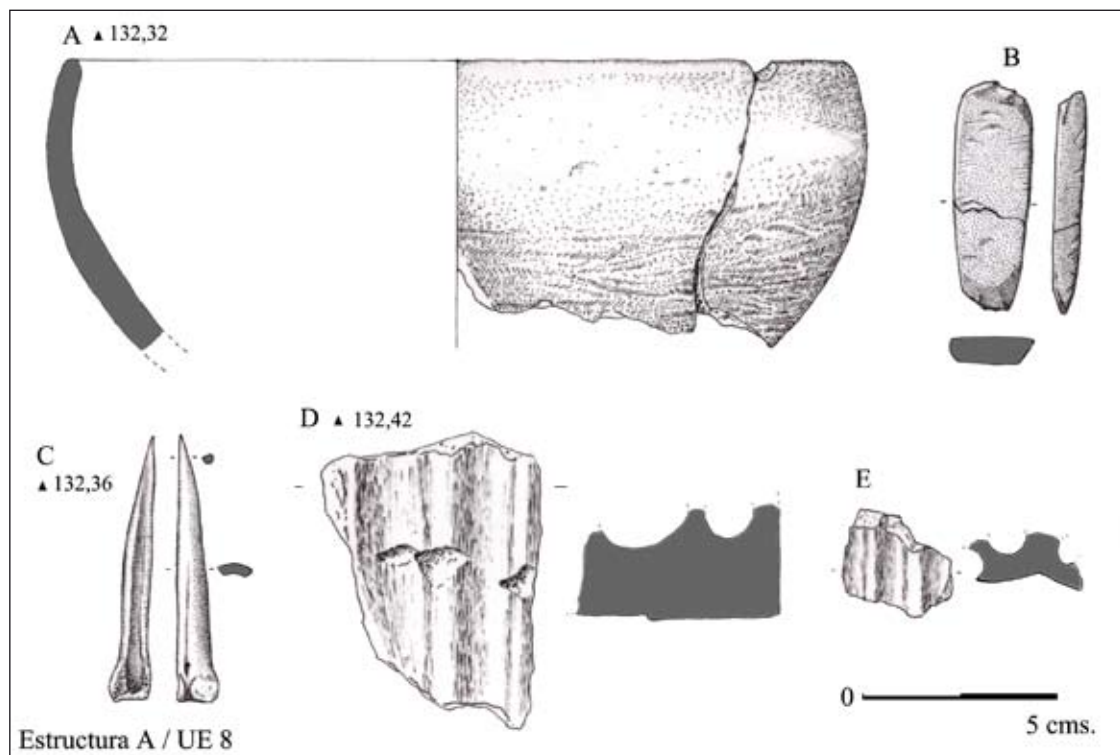 A ▲ 132,32
B
C
▲ 132,36
D ▲ 132,42
E
0
5 cms.
Estructura A / UE 8